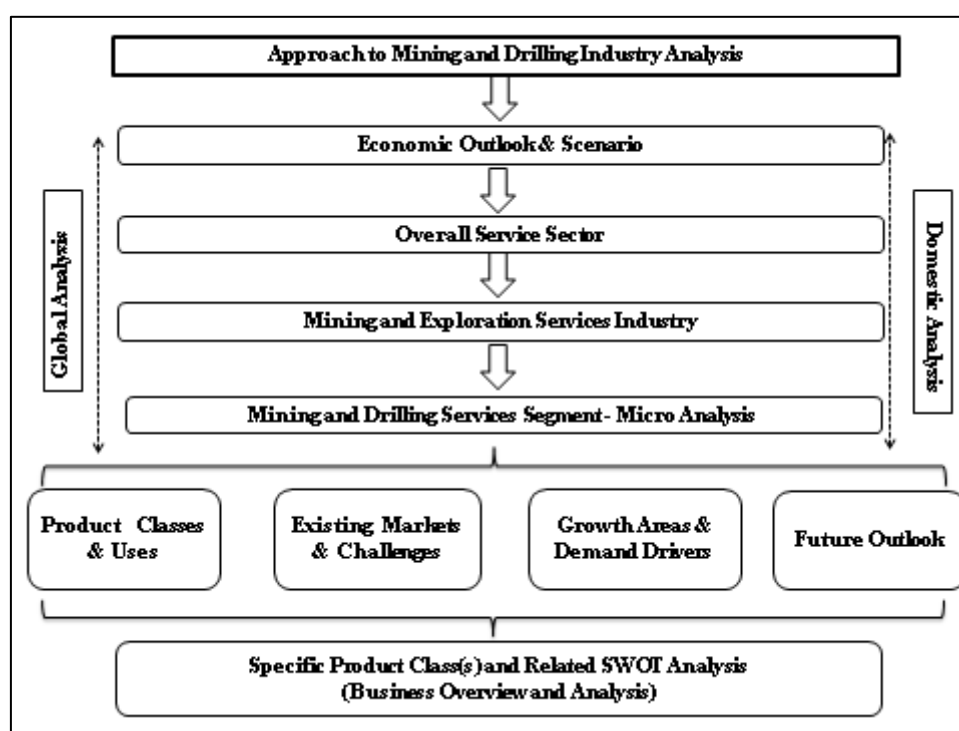 Approach to Mining and Drilling Industry Analysis
Economic Outlook & Scenario
Overall Service Sector
Mining and Exploration Services Industry
Mining and Drilling Services Segment- Micro Analysis
Global Analysis
Domestic Analysis
Product Classes
& Uses
Existing Markets
& Challenges
Growth Areas &
Demand Drivers
Future Outlook
Specific Product Class(s) and Related SWOT Analysis
(Business Overview and Analysis)